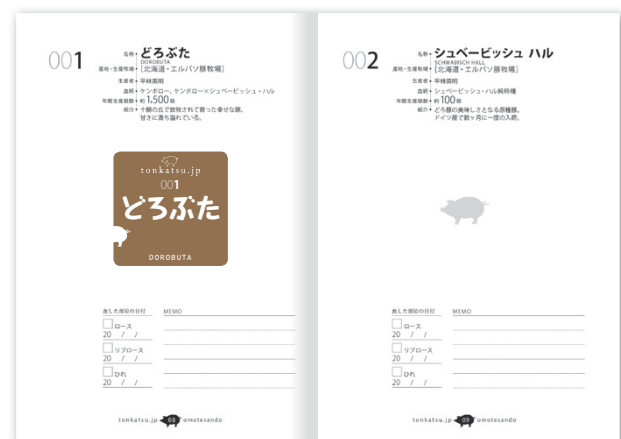 001
名称・どろぶた
DOROBUTA
産地・生産牧場・[北海道・エルパソ豚牧場]
生産者・平林英明
血統・ケンボロー、ケンボロー×シュベービッシュ・ハル
年間生産頭数・約1,500頭
紹介・十勝の丘で放牧されて育った幸せな豚。
甘さに満ち溢れている。
tonkatsu.jp
001
どろぶた
DOROBUTA
食した部位の日付 MEMO
ロース
20 / /
リブロース
20 / /
ひれ
20 / /
tonkatsu.jp 08 omotesando
002
名称・シュベービッシュ ハル
SCHWABISCH HALL
産地・生産牧場・[北海道・エルパソ豚牧場]
生産者・平林英明
血統・シュベービッシュ・ハル純粋種
年間生産頭数・約100頭
紹介・どろ豚の美味しさとなる原種豚。
ドイツ産で数ヶ月に一度の入荷。
食した部位の日付 MEMO
ロース
20 / /
リブロース
20 / /
ひれ
20 / /
tonkatsu.jp 09 omotesando